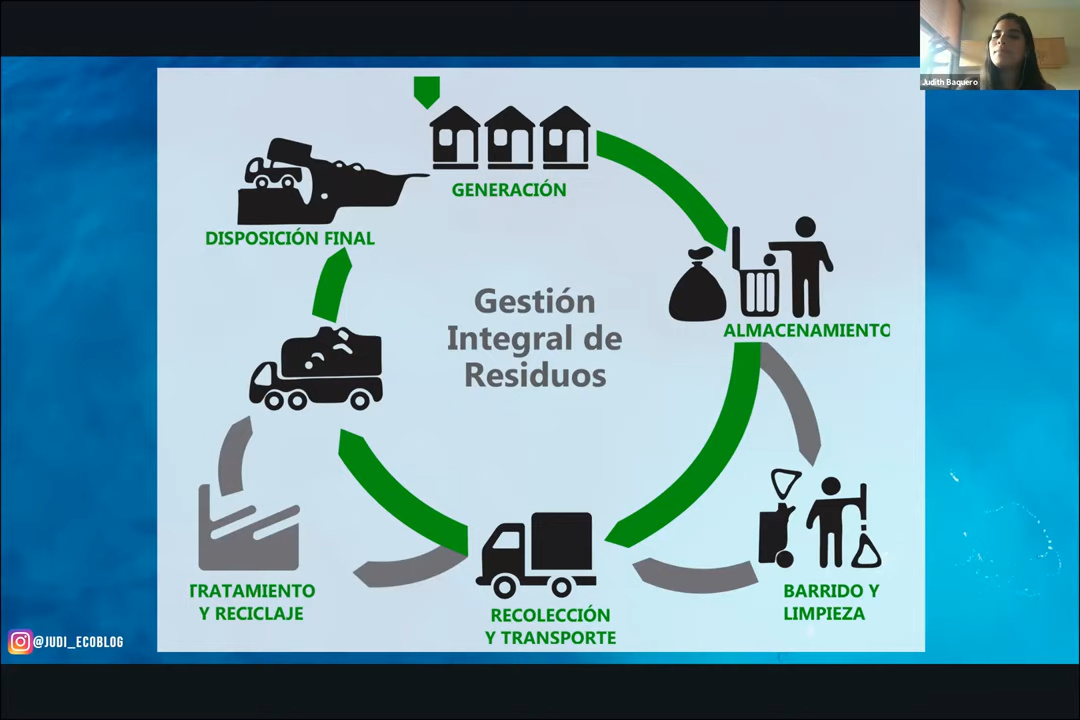 Judith Baquero
GENERACIÓN
DISPOSICIÓN FINAL
Gestión
Integral de
Residuos
ALMACENAMIENTO
TRATAMIENTO
Y RECICLAJE
RECOLECCIÓN
Y TRANSPORTE
BARRIDO Y
LIMPIEZA
@JUDI_ECOBLOG